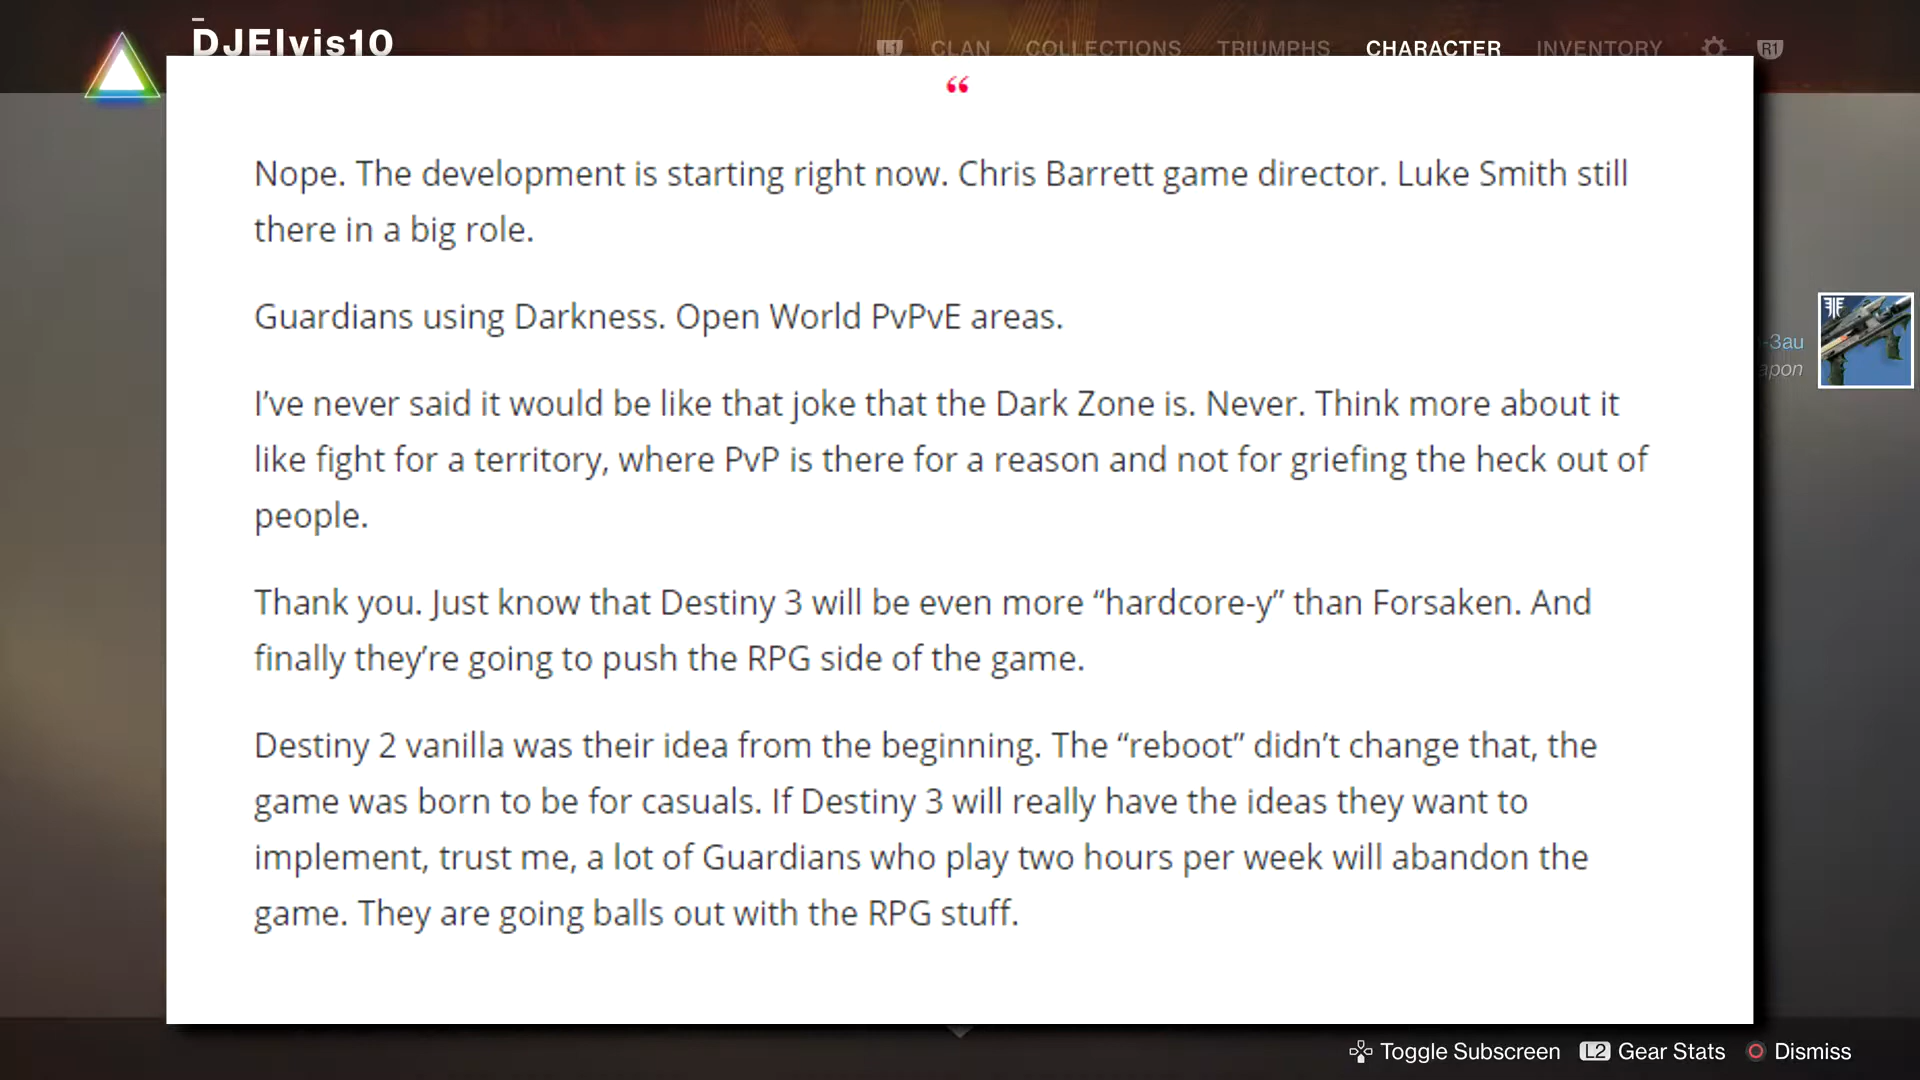 DJElvis10
L1 CLAN COLLECTIONS TRIUMPHS CHARACTER INVENTORY R1
“
Nope. The development is starting right now. Chris Barrett game director. Luke Smith still
there in a big role.
Guardians using Darkness. Open World PvPvE areas.
I’ve never said it would be like that joke that the Dark Zone is. Never. Think more about it
like fight for a territory, where PvP is there for a reason and not for griefing the heck out of
people.
Thank you. Just know that Destiny 3 will be even more “hardcore-y” than Forsaken. And
finally they’re going to push the RPG side of the game.
Destiny 2 vanilla was their idea from the beginning. The “reboot” didn’t change that, the
game was born to be for casuals. If Destiny 3 will really have the ideas they want to
implement, trust me, a lot of Guardians who play two hours per week will abandon the
game. They are going balls out with the RPG stuff.
-3au
apon
Toggle Subscreen L2 Gear Stats Dismiss